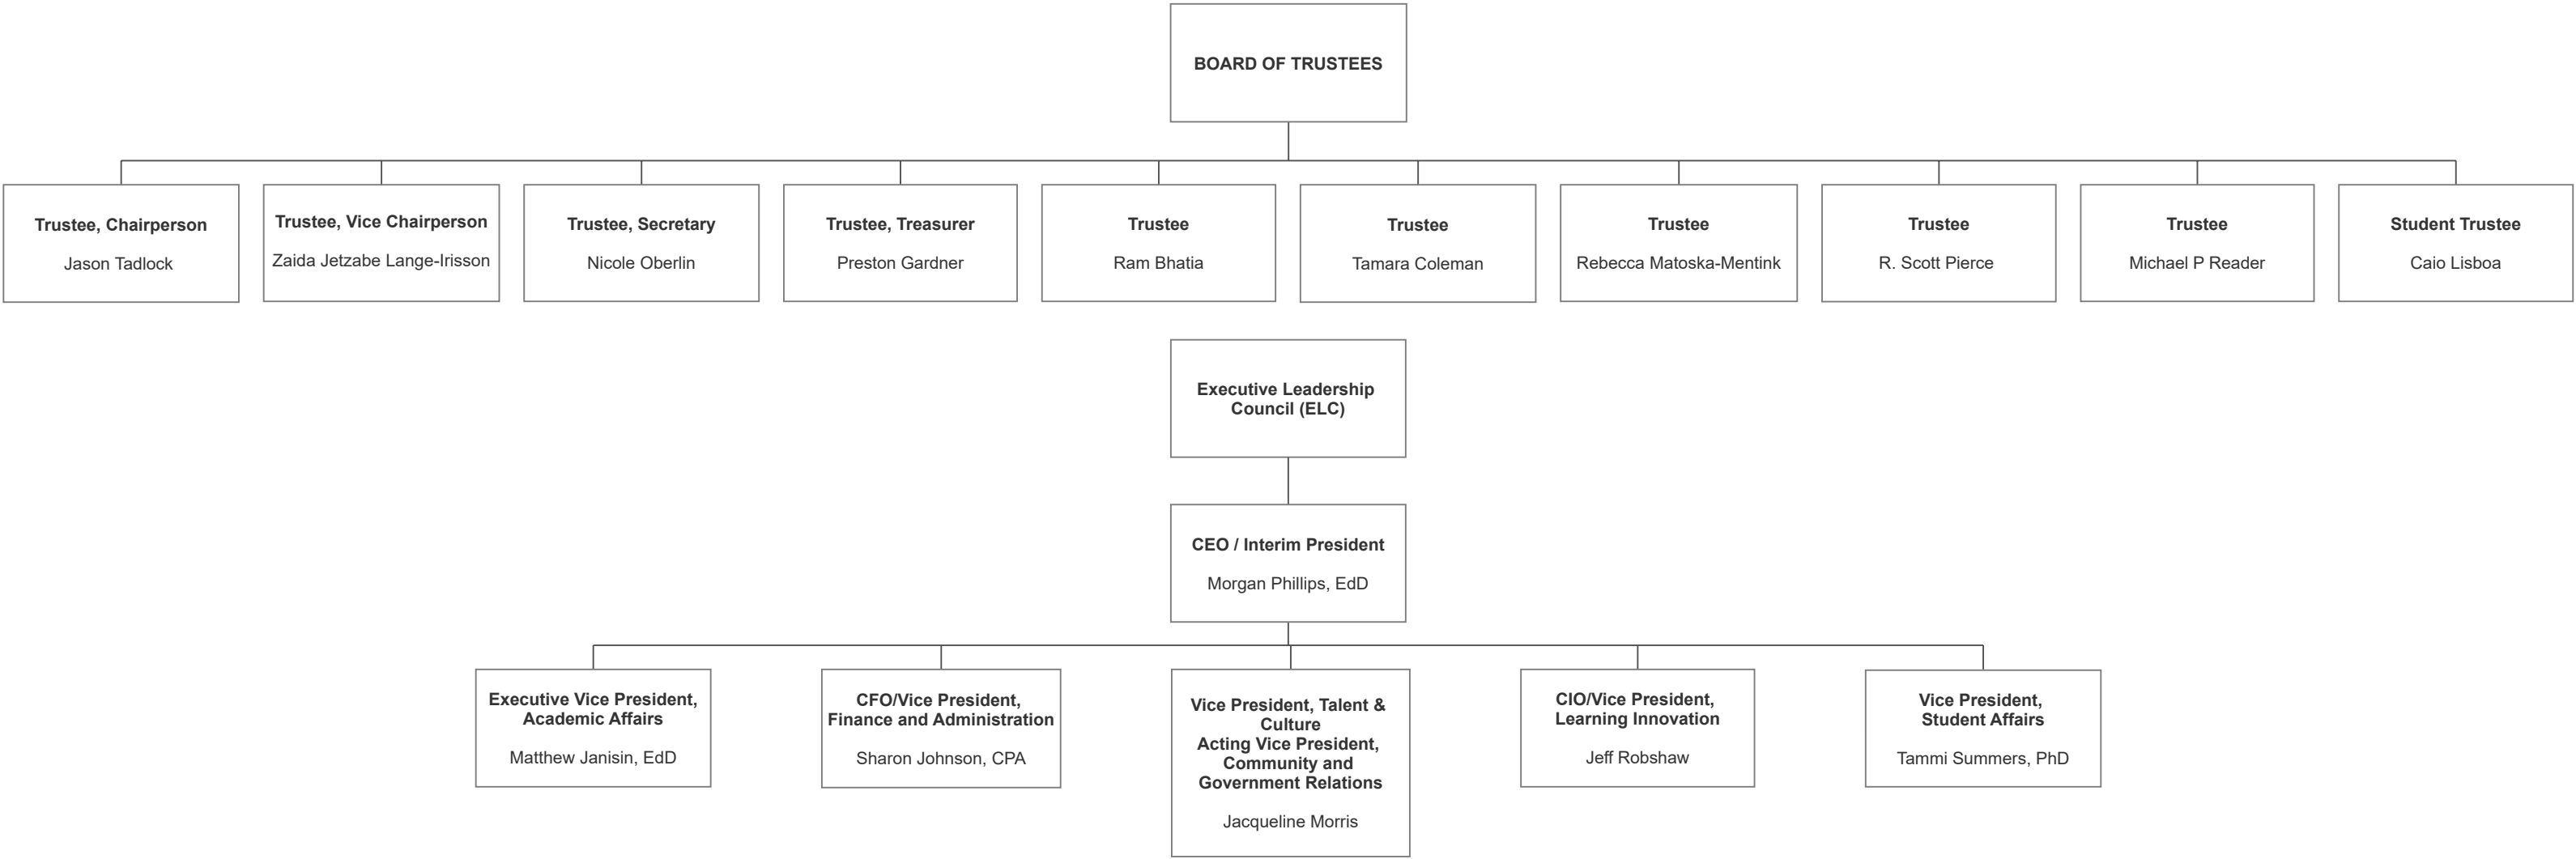 BOARD OF TRUSTEES
Trustee, Chairperson
Jason Tadlock
Trustee, Vice Chairperson
Zaida Jetzabe Lange-Irisson
Trustee, Secretary
Nicole Oberlin
Trustee, Treasurer
Preston Gardner
Trustee
Ram Bhatia
Trustee
Tamara Coleman
Trustee
Rebecca Matoska-Mentink
Trustee
R. Scott Pierce
Trustee
Michael P Reader
Student Trustee
Caio Lisboa
Executive Leadership
Council (ELC)
CEO / Interim President
Morgan Phillips, EdD
Executive Vice President,
Academic Affairs
Matthew Janisin, EdD
CFO/Vice President,
Finance and Administration
Sharon Johnson, CPA
Vice President, Talent &
Culture
Acting Vice President,
Community and
Government Relations
Jacqueline Morris
CIO/Vice President,
Learning Innovation
Jeff Robshaw
Vice President,
Student Affairs
Tammi Summers, PhD